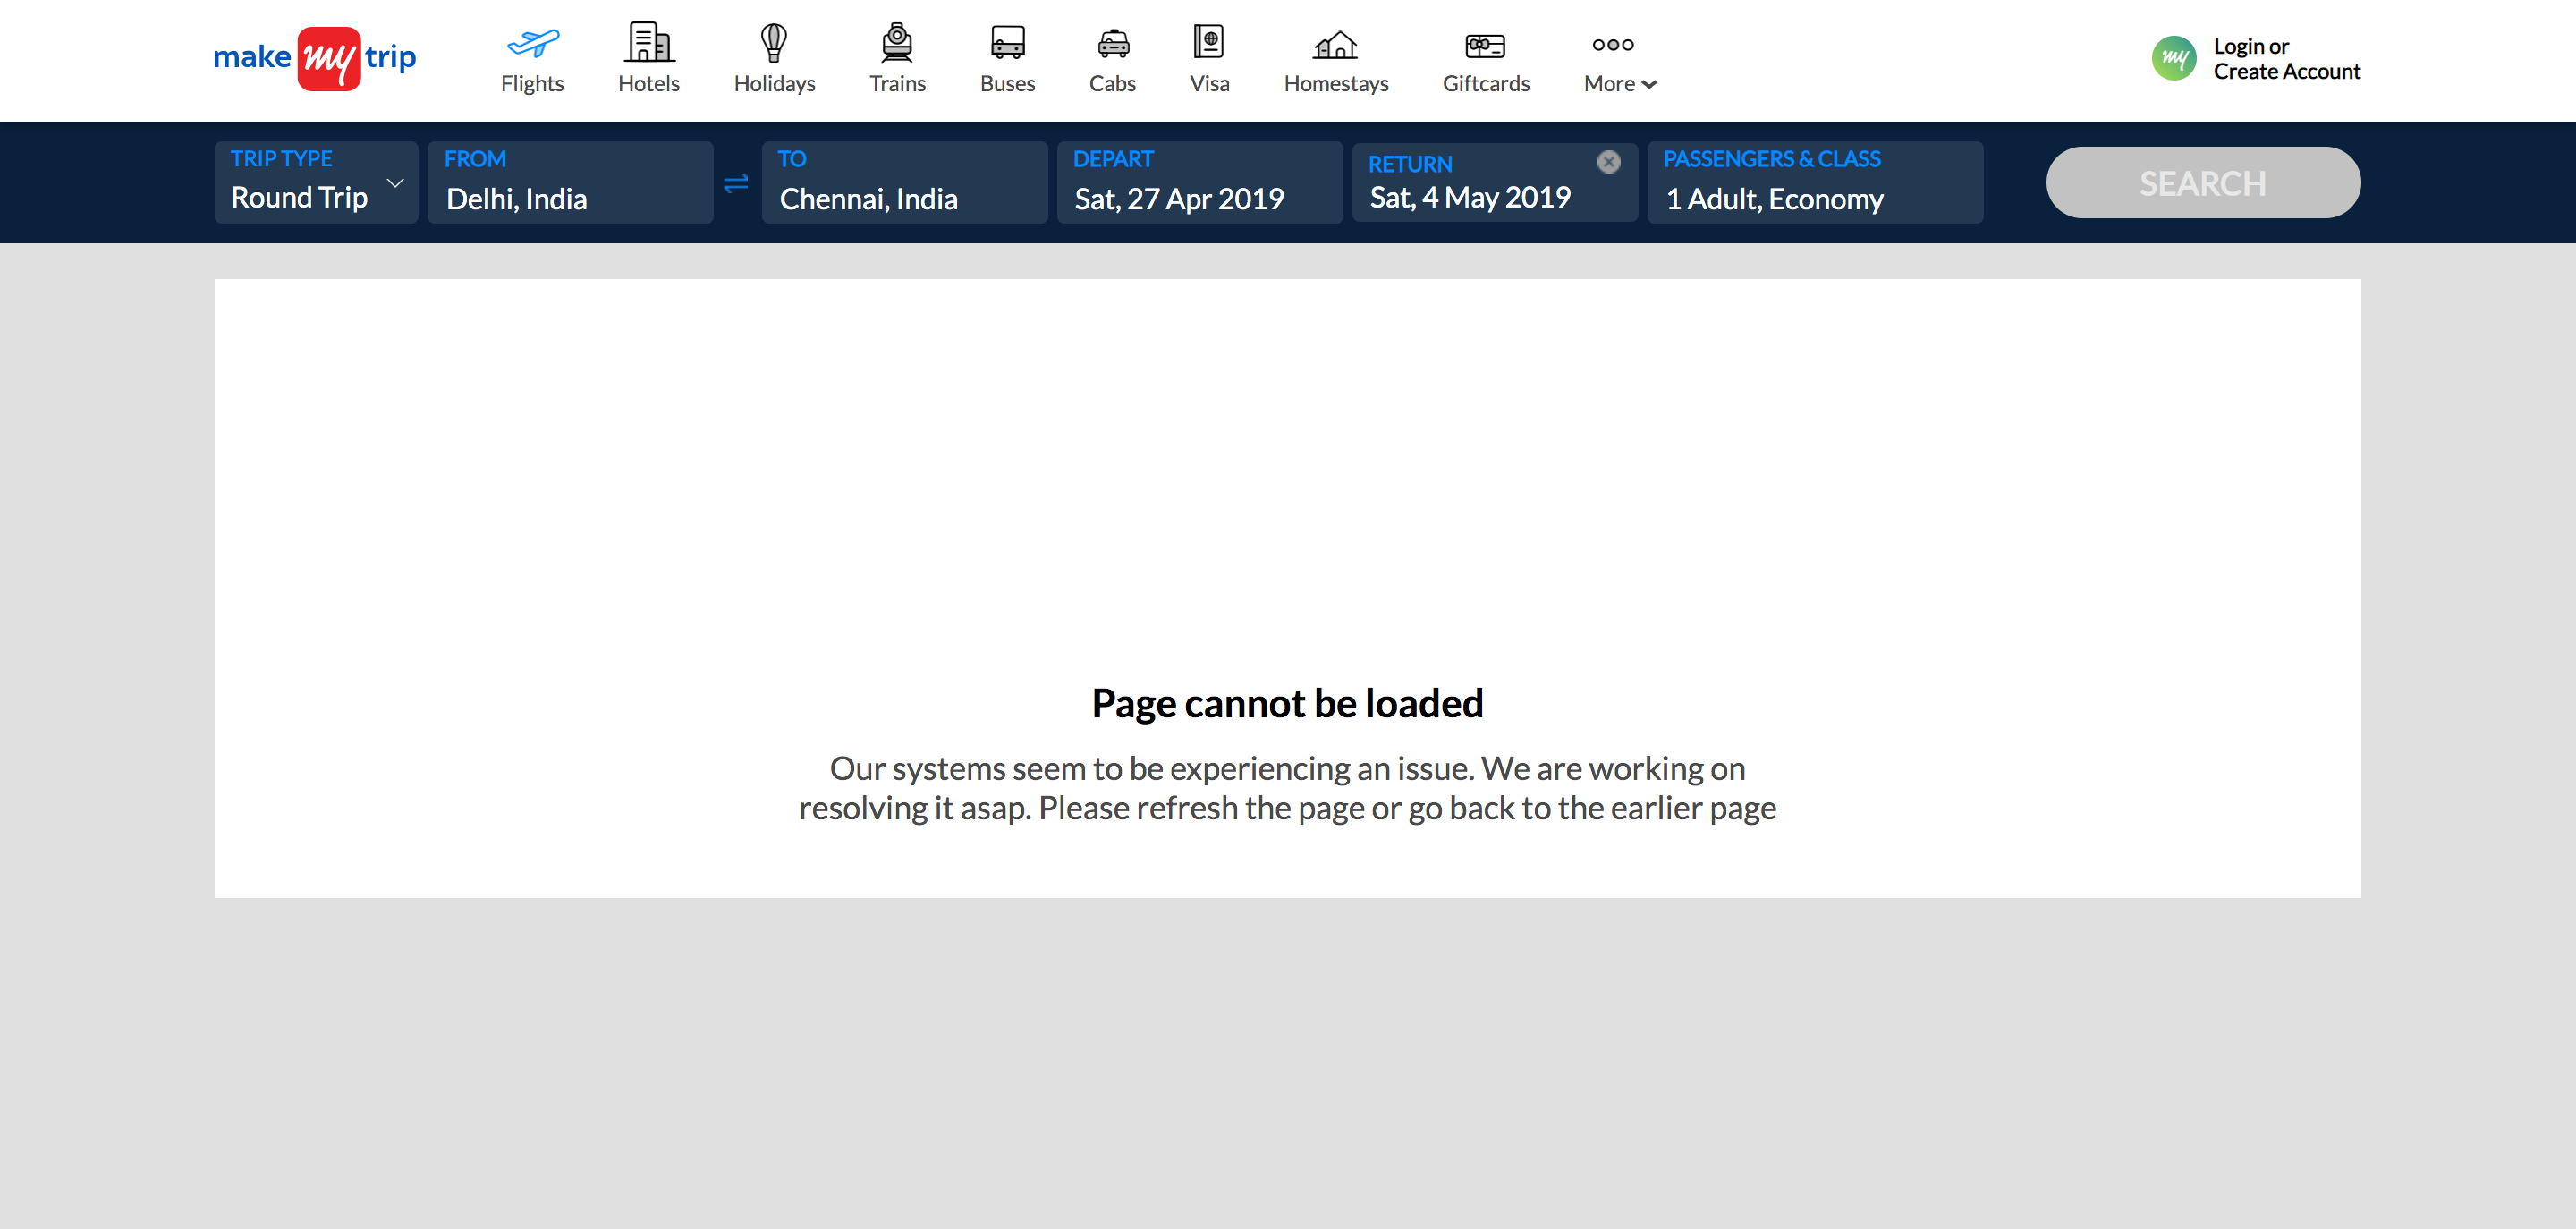 make my trip
Flights
Hotels
Holidays
Trains
Buses
Cabs
Visa
Homestays
Giftcards
More
my
Login or
Create Account
TRIP TYPE
Round Trip
FROM
Delhi, India
TO
Chennai, India
DEPART
Sat, 27 Apr 2019
RETURN
Sat, 4 May 2019
PASSENGERS & CLASS
1 Adult, Economy
SEARCH
Page cannot be loaded
Our systems seem to be experiencing an issue. We are working on
resolving it asap. Please refresh the page or go back to the earlier page